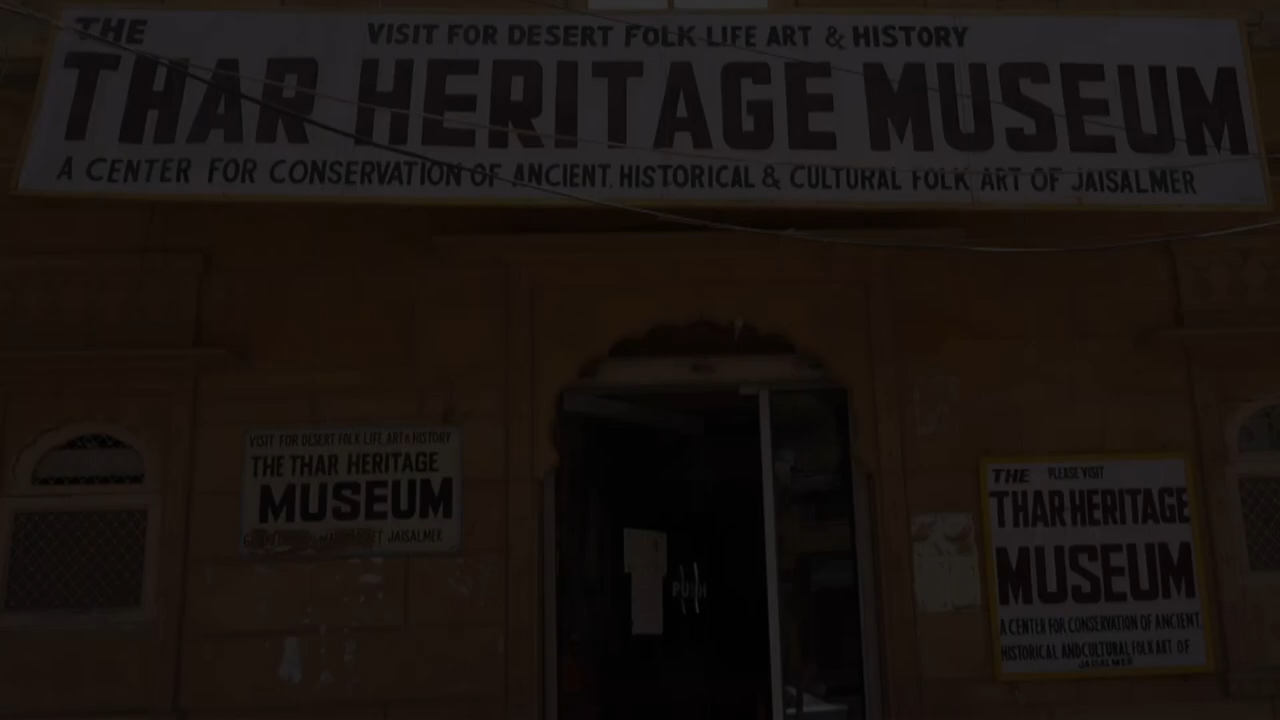 THE
VISIT FOR DESERT FOLK LIFE ART & HISTORY
THAR HERITAGE MUSEUM
A CENTER FOR CONSERVATION OF ANCIENT, HISTORICAL & CULTURAL FOLK ART OF JAISALMER
VISIT FOR DESERT FOLK LIFE ART & HISTORY
THE THAR HERITAGE
MUSEUM
JAISALMER
PUSH
THE PLEASE VISIT
THAR HERITAGE
MUSEUM
A CENTER FOR CONSERVATION OF ANCIENT,
HISTORICAL AND CULTURAL FOLK ART OF
JAISALMER